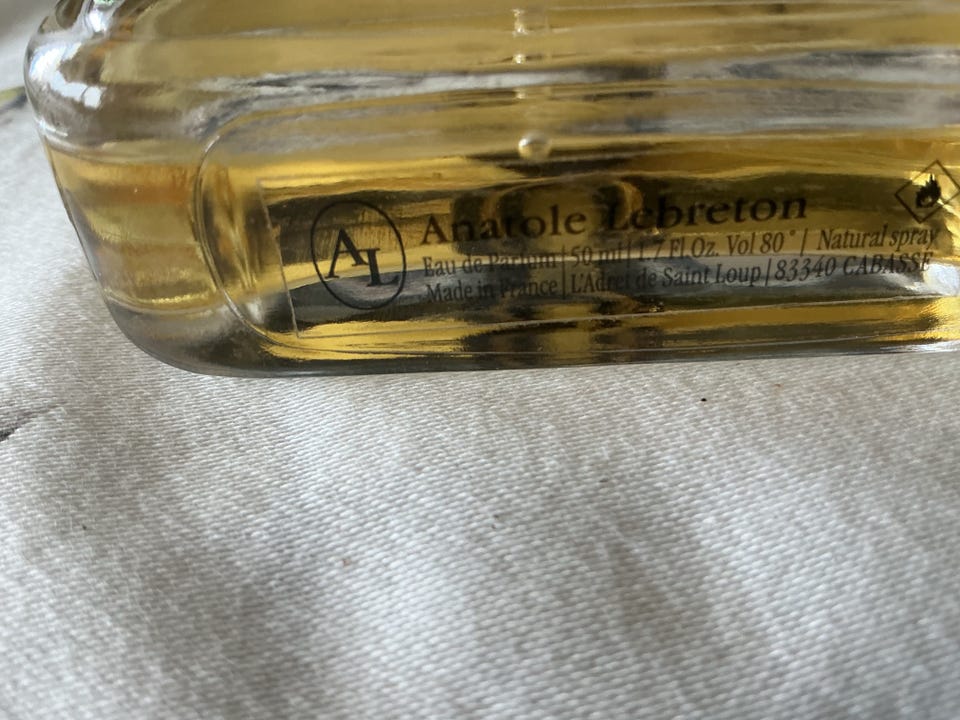 AL
Anatole Lebreton
Eau de Parfum | 50 ml | 1.7 Fl Oz. Vol 80° | Natural spray
Made in France | L'Adret de Saint Loup | 83340 CABASSE